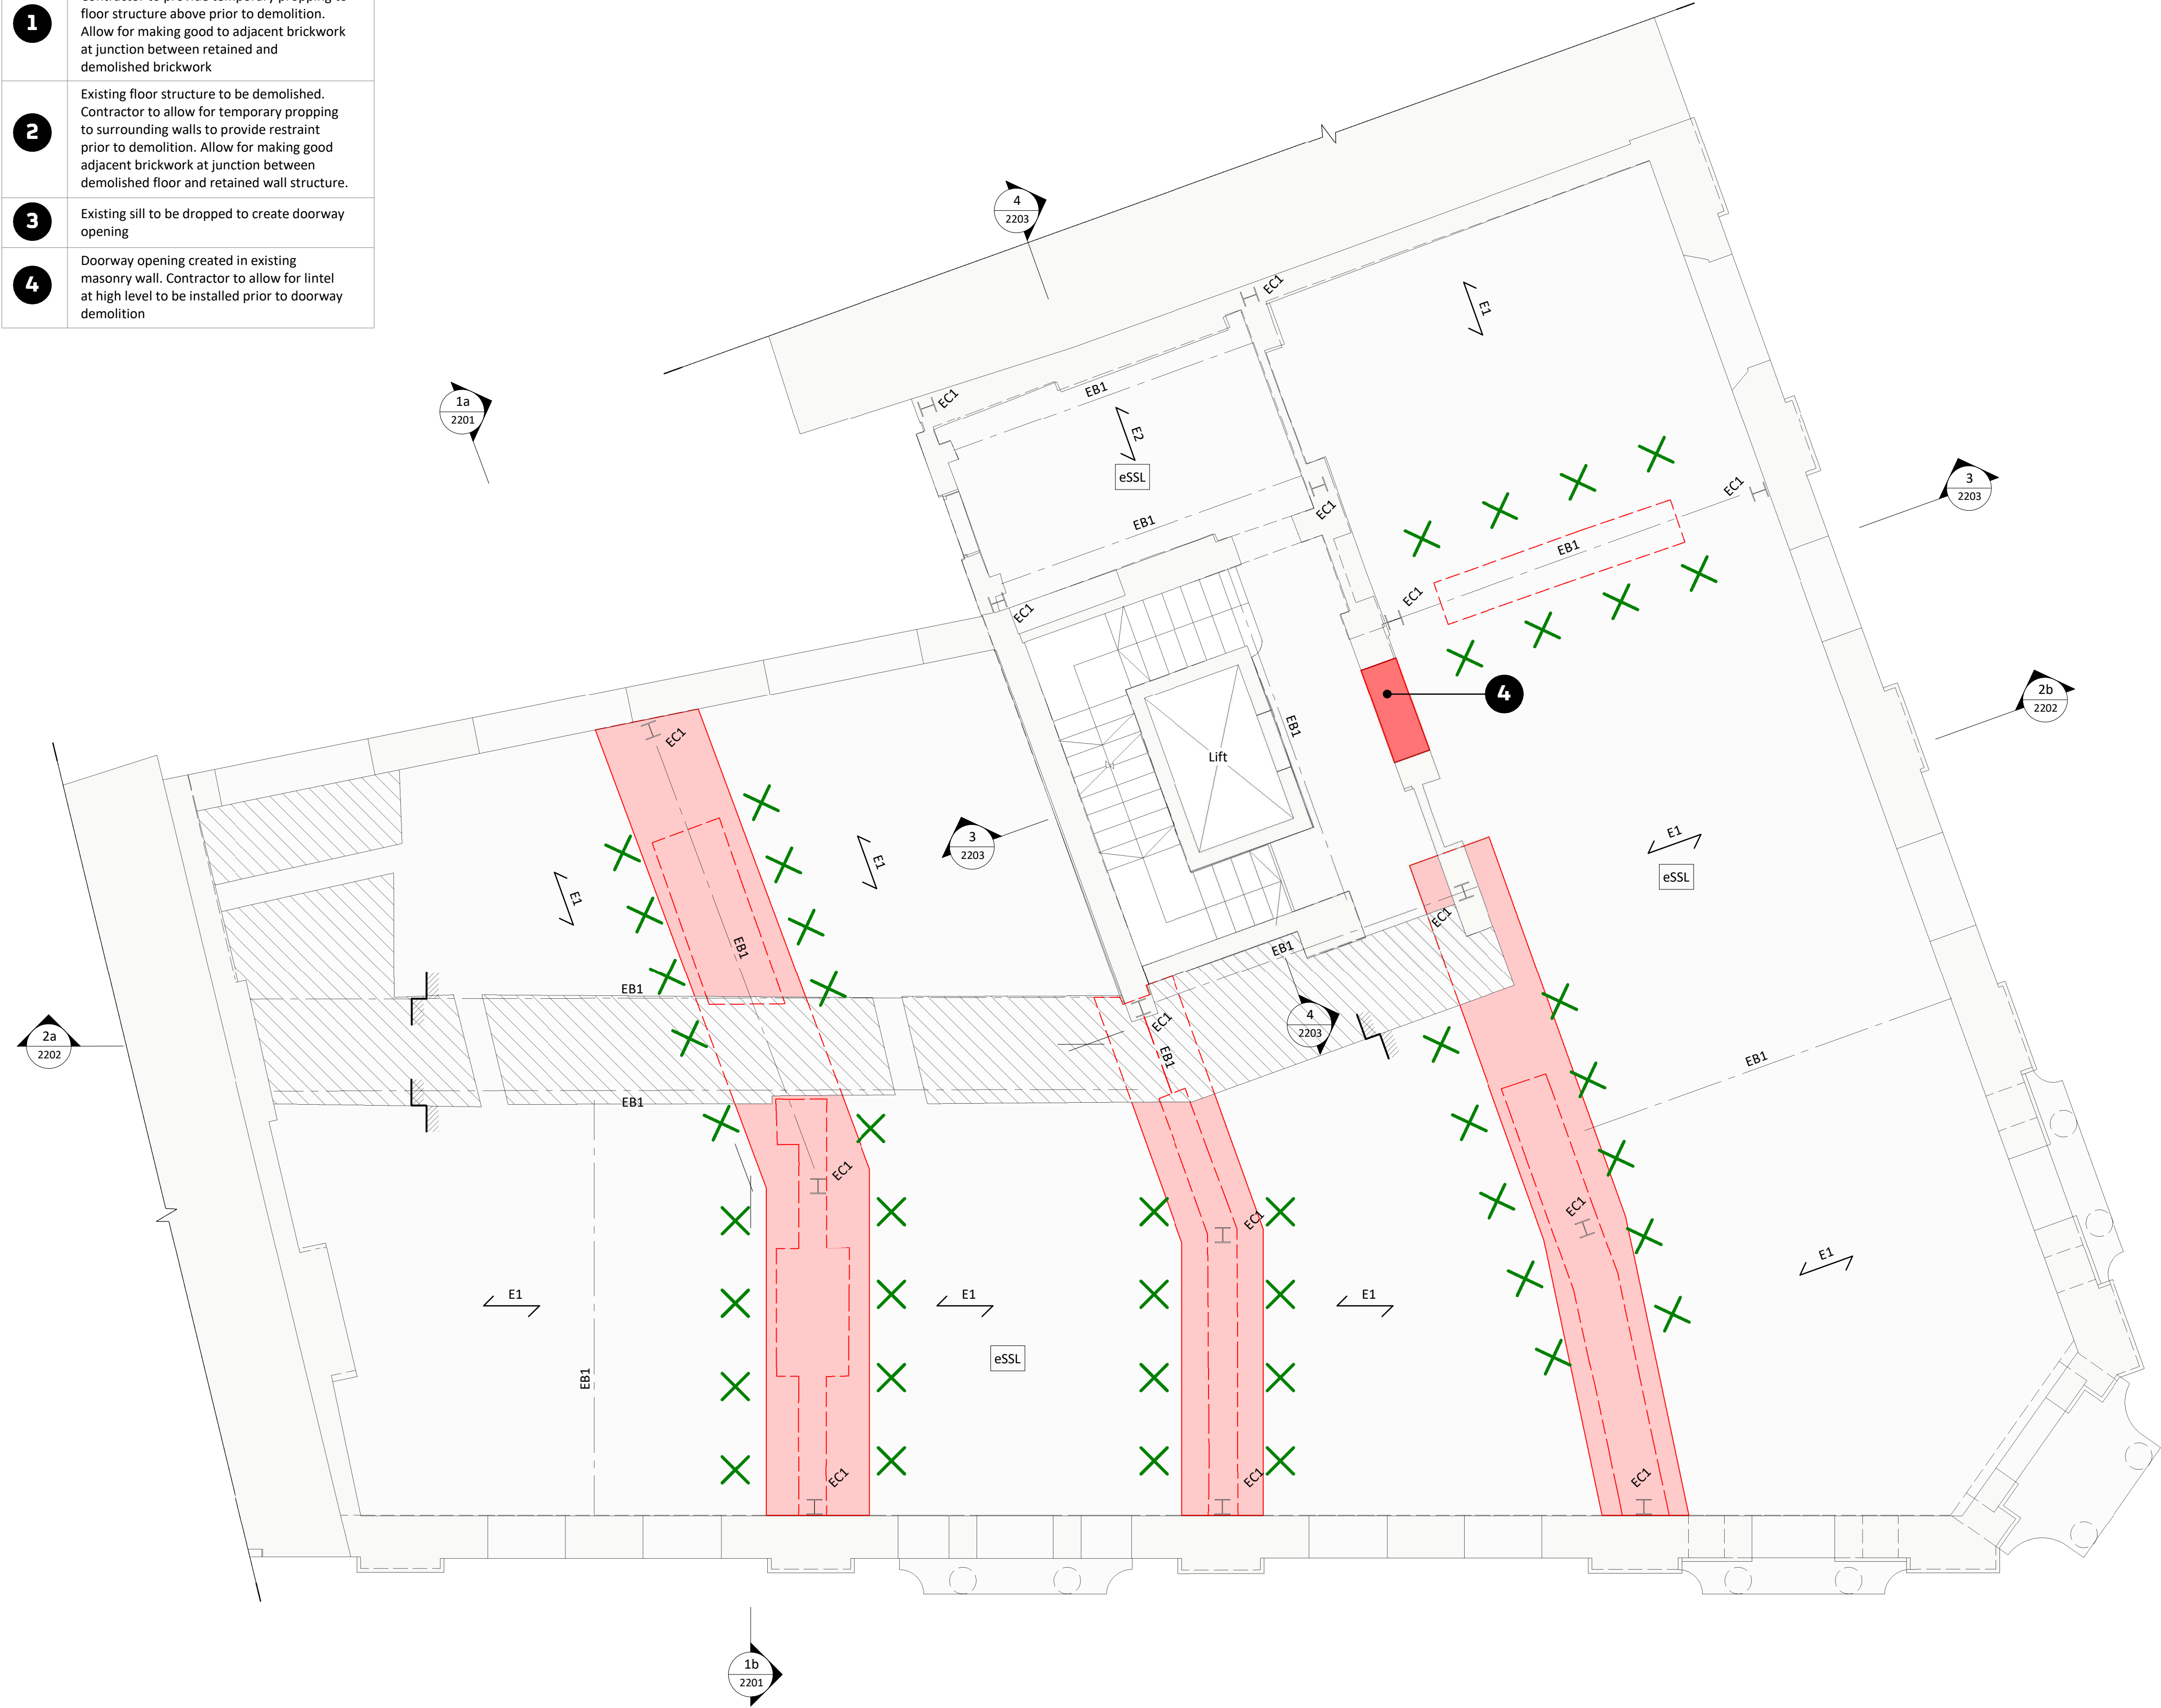 Contractor to provide temporary propping to
floor structure above prior to demolition.
Allow for making good to adjacent brickwork
at junction between retained and
demolished brickwork
1
Existing floor structure to be demolished.
Contractor to allow for temporary propping
to surrounding walls to provide restraint
prior to demolition. Allow for making good
adjacent brickwork at junction between
demolished floor and retained wall structure.
2
Existing sill to be dropped to create doorway
opening
3
Doorway opening created in existing
masonry wall. Contractor to allow for lintel
at high level to be installed prior to doorway
demolition
4
4
2203
EC1
E1
EB1
EC1
1a
2201
E2
eSSL
EC1
3
2203
EC1
EB1
EB1
EC1
EC1
4
2b
2202
EB1
EC1
Lift
E1
3
2203
E1
E1
eSSL
EC1
EB1
EB1
EB1
4
2203
EC1
2a
2202
EB1
EB1
EB1
EC1
EC1
EC1
E1
E1
E1
E1
eSSL
EB1
EC1
EC1
EC1
1b
2201